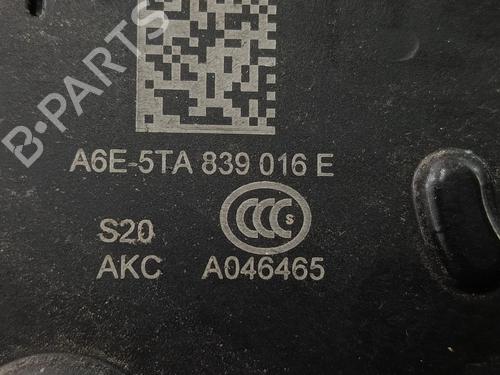 B-PARTS
A6E-5TA 839 016 E
S20
CCC S
AKC A046465